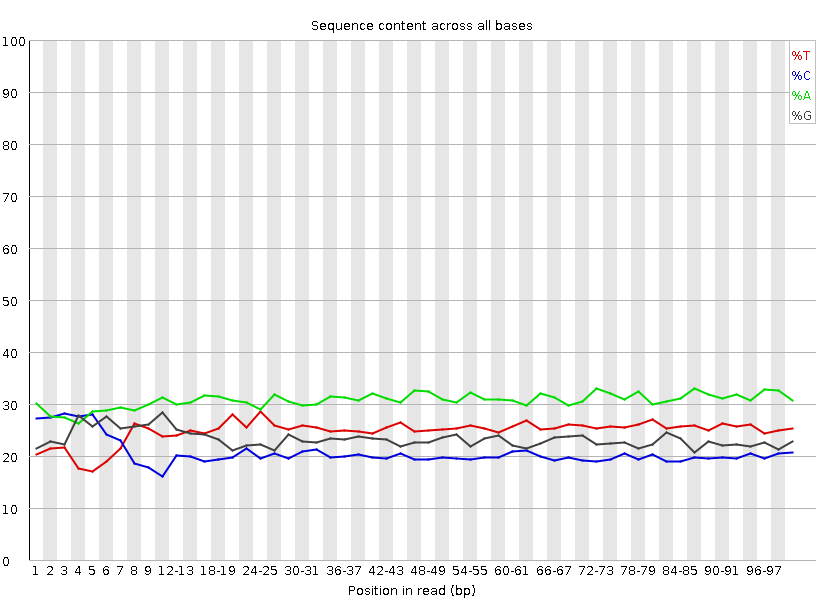 Sequence content across all bases
100
90
80
70
60
50
40
30
20
10
0
%T
%C
%A
%G
1 2 3 4 5 6 7 8 9 12-13 18-19 24-25 30-31 36-37 42-43 48-49 54-55 60-61 66-67 72-73 78-79 84-85 90-91 96-97
Position in read (bp)